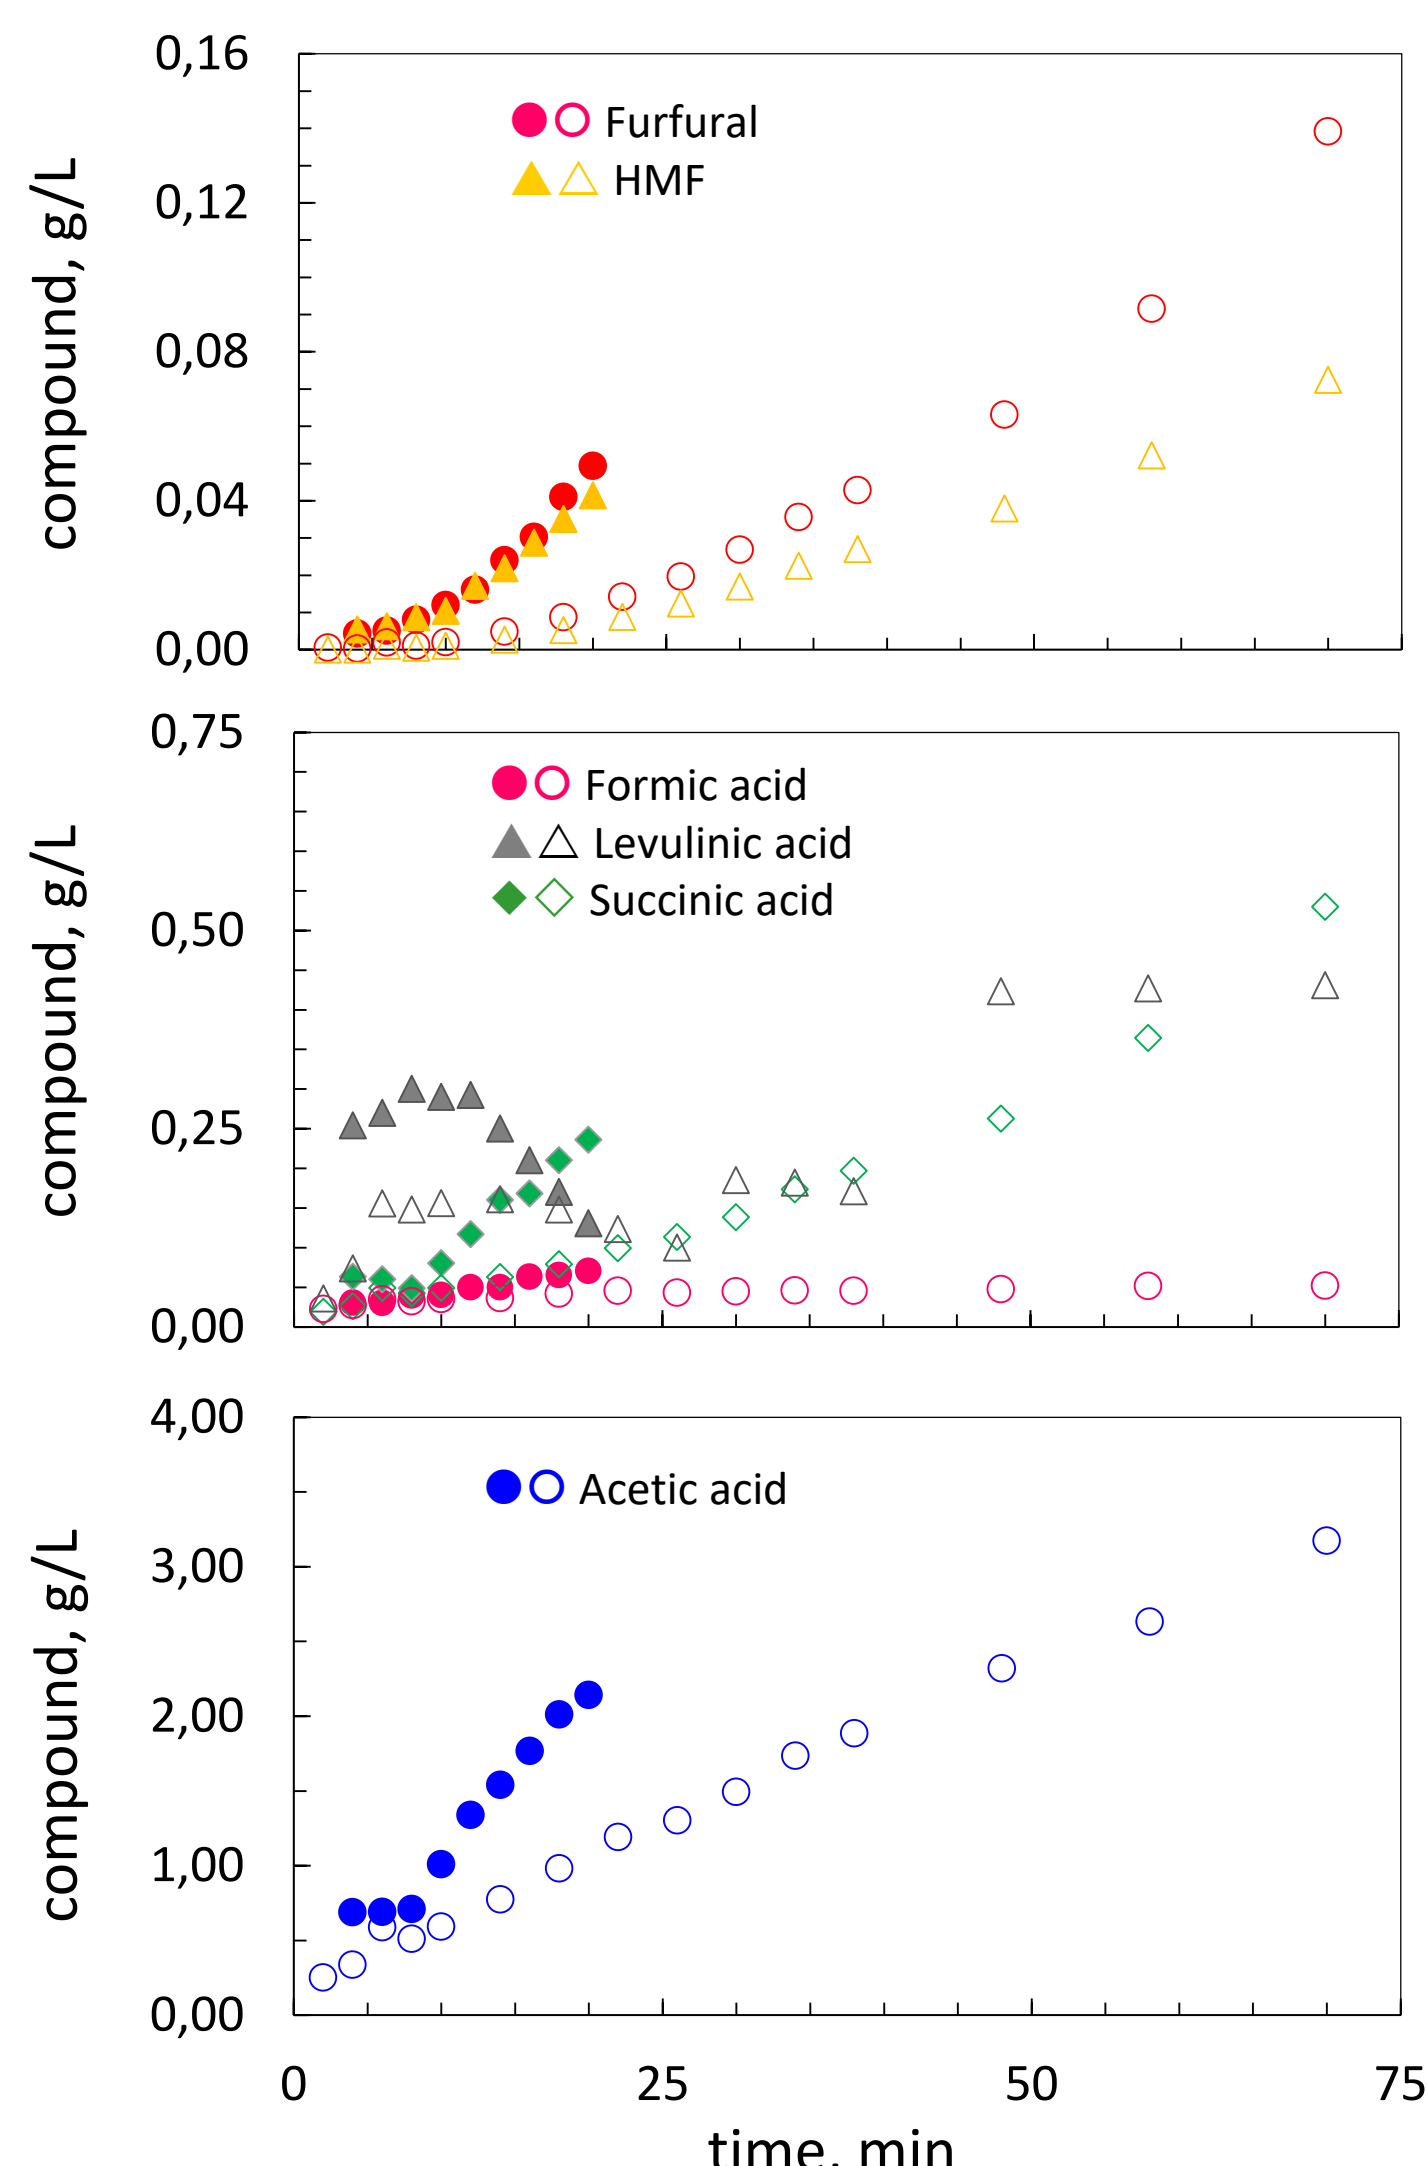 0,16
Furfural
HMF
0,12
0,08
0,04
0,00
compound, g/L
0,75
Formic acid
Levulinic acid
Succinic acid
0,50
0,25
0,00
compound, g/L
4,00
Acetic acid
3,00
2,00
1,00
0,00
compound, g/L
0 25 50 75
time, min